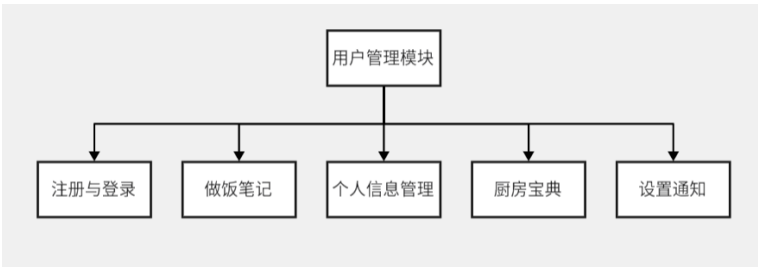 用户管理模块
注册与登录
做饭笔记
个人信息管理
厨房宝典
设置通知